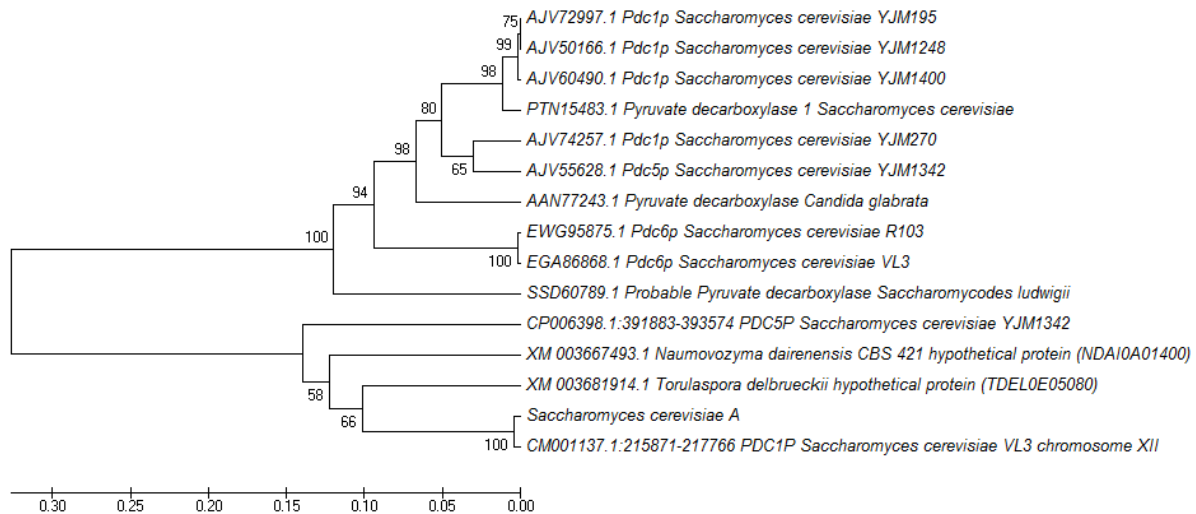 75
AJV72997.1 Pdc1p Saccharomyces cerevisiae YJM195
99
AJV50166.1 Pdc1p Saccharomyces cerevisiae YJM1248
98
AJV60490.1 Pdc1p Saccharomyces cerevisiae YJM1400
80
PTN15483.1 Pyruvate decarboxylase 1 Saccharomyces cerevisiae
98
AJV74257.1 Pdc1p Saccharomyces cerevisiae YJM270
65
AJV55628.1 Pdc5p Saccharomyces cerevisiae YJM1342
94
AAN77243.1 Pyruvate decarboxylase Candida glabrata
100
EWG95875.1 Pdc6p Saccharomyces cerevisiae R103
100
EGA86868.1 Pdc6p Saccharomyces cerevisiae VL3
SSD60789.1 Probable Pyruvate decarboxylase Saccharomycodes ludwigii
CP006398.1:391883-393574 PDC5P Saccharomyces cerevisiae YJM1342
XM 003667493.1 Naumovozyma dairenensis CBS 421 hypothetical protein (NDAI0A01400)
58
XM 003681914.1 Torulaspora delbrueckii hypothetical protein (TDEL0E05080)
66
Saccharomyces cerevisiae A
100
CM001137.1:215871-217766 PDC1P Saccharomyces cerevisiae VL3 chromosome XII
0.30 0.25 0.20 0.15 0.10 0.05 0.00